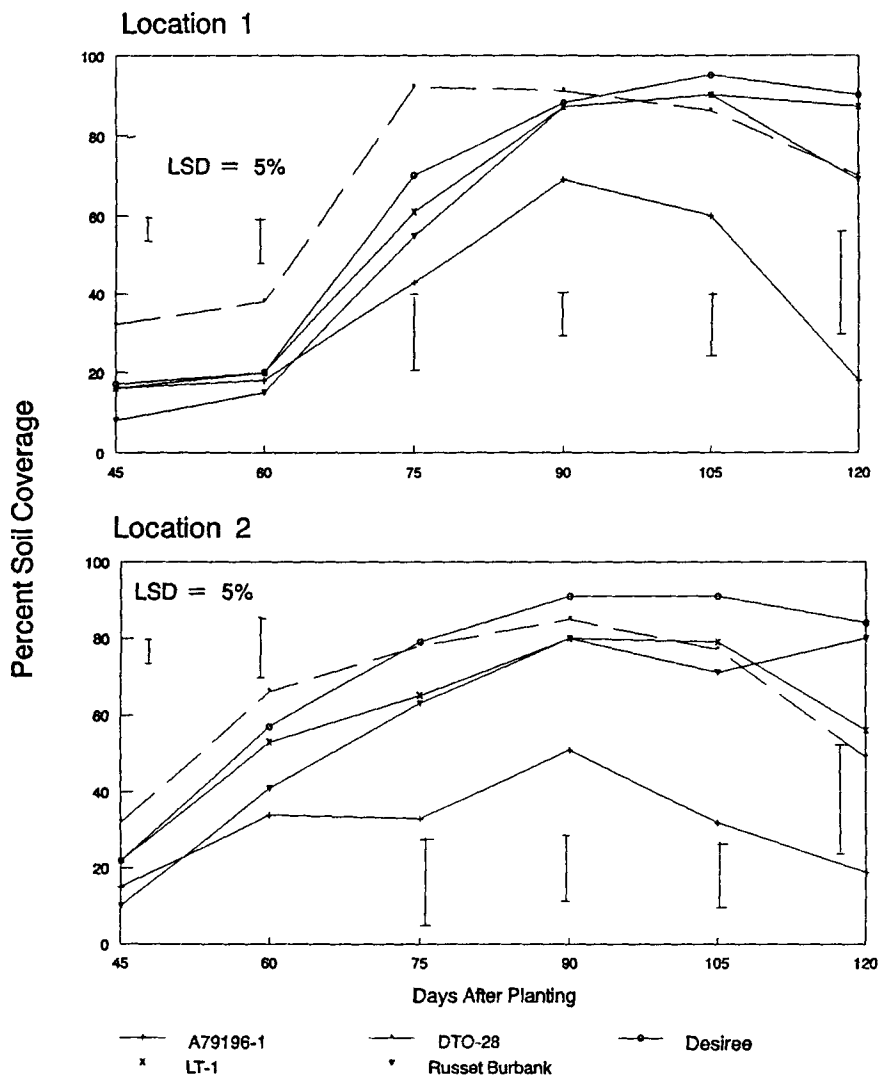 Location 1
100
80
60
40
20
0
LSD = 5%
45 60 75 90 105 120
Percent Soil Coverage
Location 2
100
80
60
40
20
0
LSD = 5%
45 60 75 90 105 120
Days After Planting
A79196-1 DTO-28 Desiree
LT-1 Russet Burbank